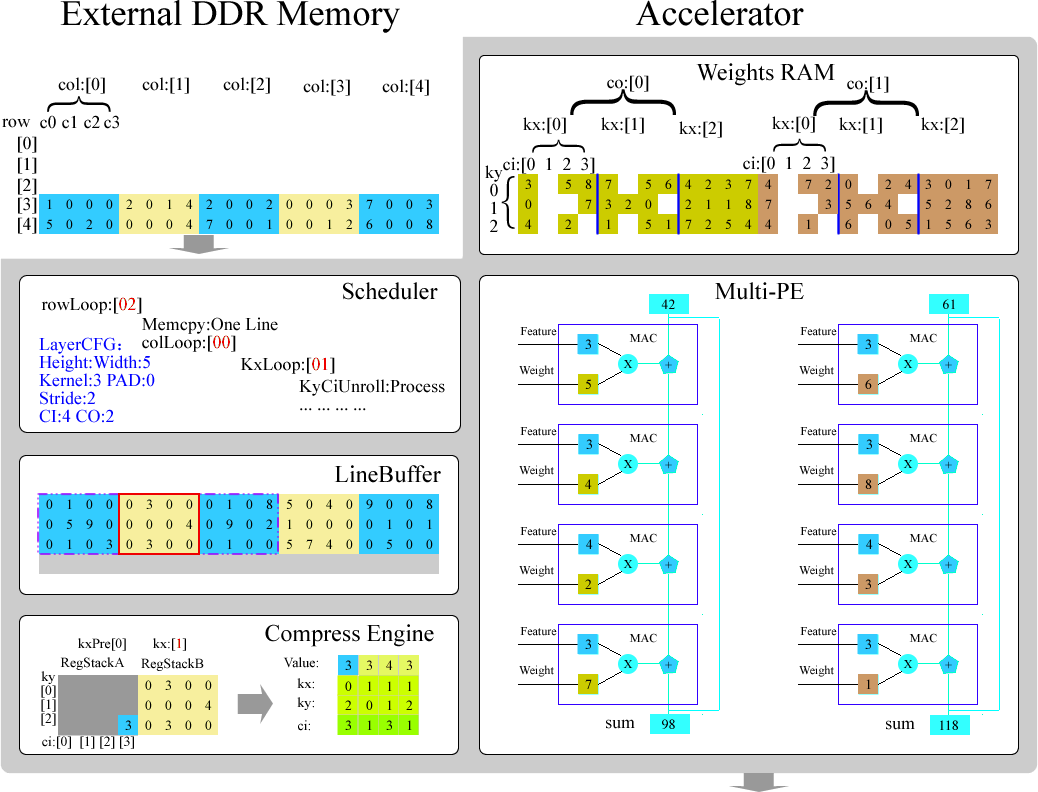 External DDR Memory
Accelerator
col:[0] col:[1] col:[2] col:[3] col:[4]
row c0 c1 c2 c3
[0]
[1]
[2]
[3] 1 0 0 0 2 0 1 4 2 0 0 2 0 0 0 3 7 0 0 3
[4] 5 0 2 0 0 0 0 4 7 0 0 1 0 0 1 2 6 0 0 8
Weights RAM
co:[0] co:[1]
kx:[0] kx:[1] kx:[2] kx:[0] kx:[1] kx:[2]
ci:[0 1 2 3] ci:[0 1 2 3]
ky
0 3 5 8 7 5 6 4 2 3 7 4 7 2 0 2 4 3 0 1 7
1 0 7 3 2 0 2 1 1 8 7 3 5 6 4 5 2 8 6
2 4 2 1 5 1 7 2 5 4 4 1 6 0 5 1 5 6 3
Scheduler
rowLoop:[02]
Memcpy:One Line
LayerCFG:
colLoop:[00]
Height:Width:5
KxLoop:[01]
Kernel:3 PAD:0
KyCiUnroll:Process
Stride:2
... ... ... ...
CI:4 CO:2
LineBuffer
0 1 0 0 0 3 0 0 0 1 0 8 5 0 4 0 9 0 0 8
0 5 9 0 0 0 0 4 0 9 0 2 1 0 0 0 0 1 0 1
0 1 0 3 0 3 0 0 0 1 0 0 5 7 4 0 0 5 0 0
Compress Engine
kxPre[0] kx:[1]
RegStackA RegStackB
ky
[0] 0 3 0 0
[1] 0 0 0 4
[2] 3 0 3 0 0
ci:[0] [1] [2] [3]
Value: 3 3 4 3
kx: 0 1 1 1
ky: 2 0 1 2
ci: 3 1 3 1
Multi-PE
42
Feature 3 MAC
X +
Weight 5
Feature 3 MAC
X +
Weight 4
Feature 4 MAC
X +
Weight 2
Feature 3 MAC
X +
Weight 7
sum 98
61
Feature 3 MAC
X +
Weight 6
Feature 3 MAC
X +
Weight 8
Feature 4 MAC
X +
Weight 3
Feature 3 MAC
X +
Weight 1
sum 118